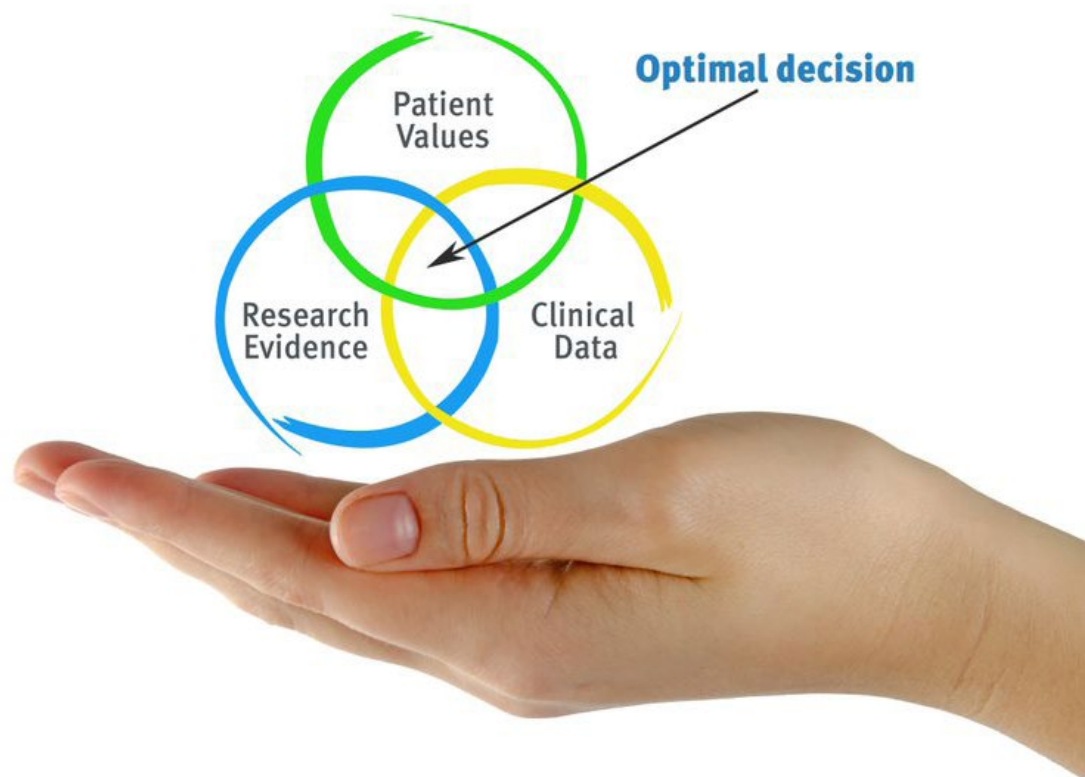 Optimal decision
Patient
Values
Research
Evidence
Clinical
Data